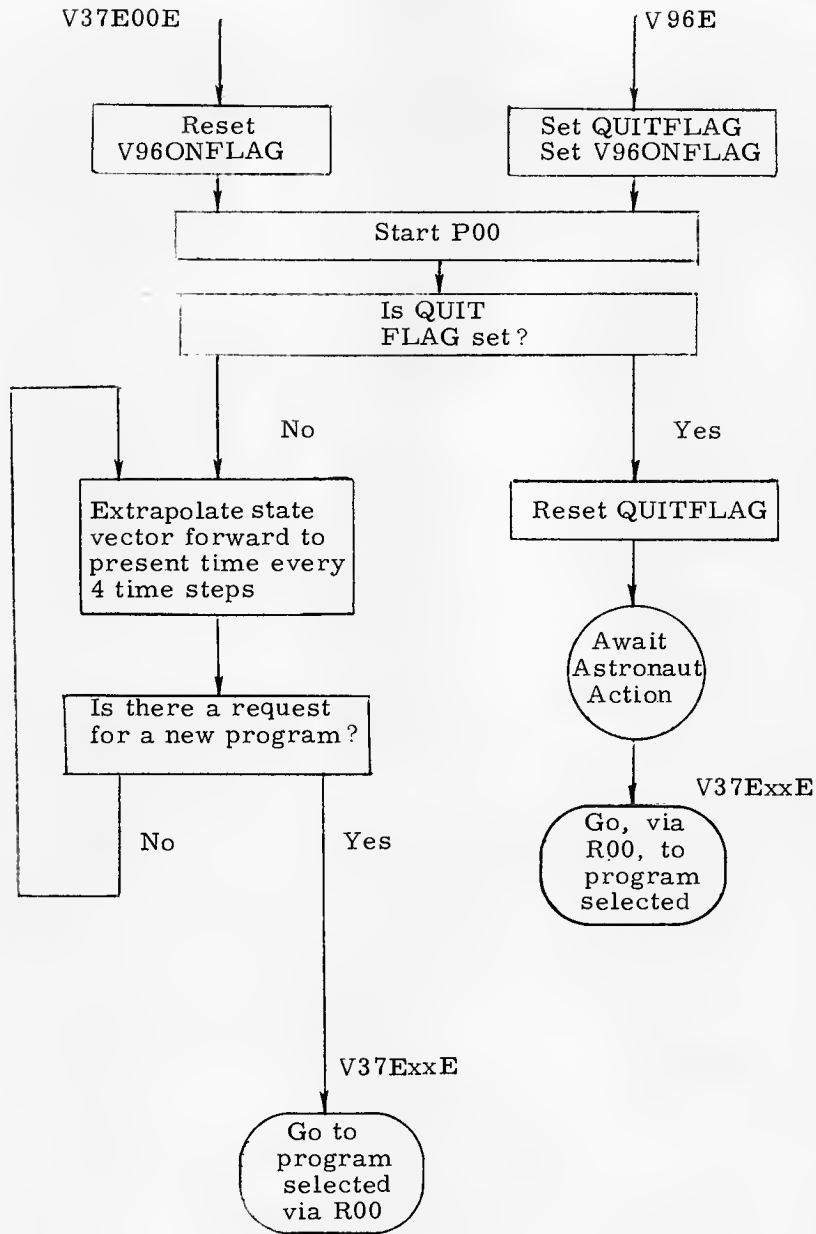 V37E00E
V96E
Reset
V96ONFLAG
Set QUITFLAG
Set V96ONFLAG
Start P00
Is QUIT
FLAG set?
No
Yes
Extrapolate state
vector forward to
present time every
4 time steps
Reset QUITFLAG
Await
Astronaut
Action
Is there a request
for a new program?
V37ExxE
No
Yes
Go, via
R00, to
program
selected
V37ExxE
Go to
program
selected
via R00